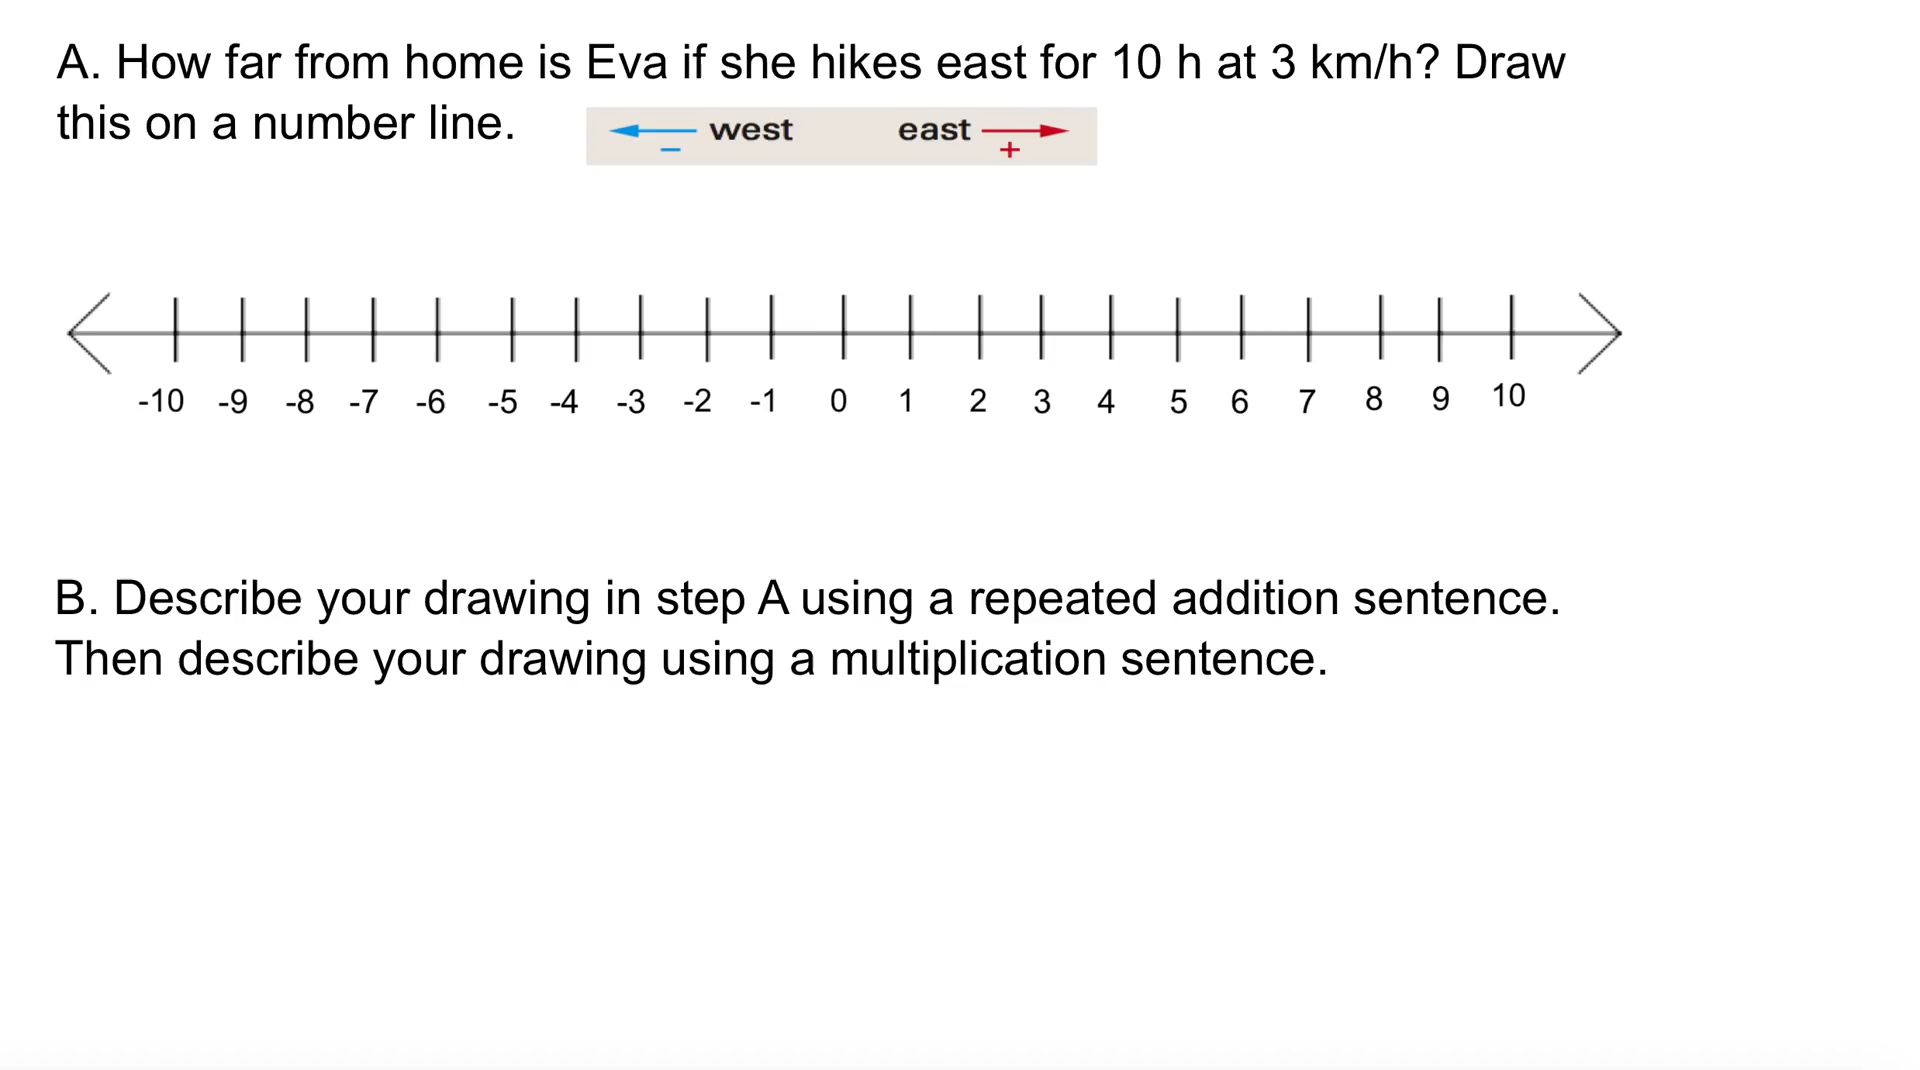 A. How far from home is Eva if she hikes east for 10 h at 3 km/h? Draw
this on a number line.
west east
− +
-10 -9 -8 -7 -6 -5 -4 -3 -2 -1 0 1 2 3 4 5 6 7 8 9 10
B. Describe your drawing in step A using a repeated addition sentence.
Then describe your drawing using a multiplication sentence.